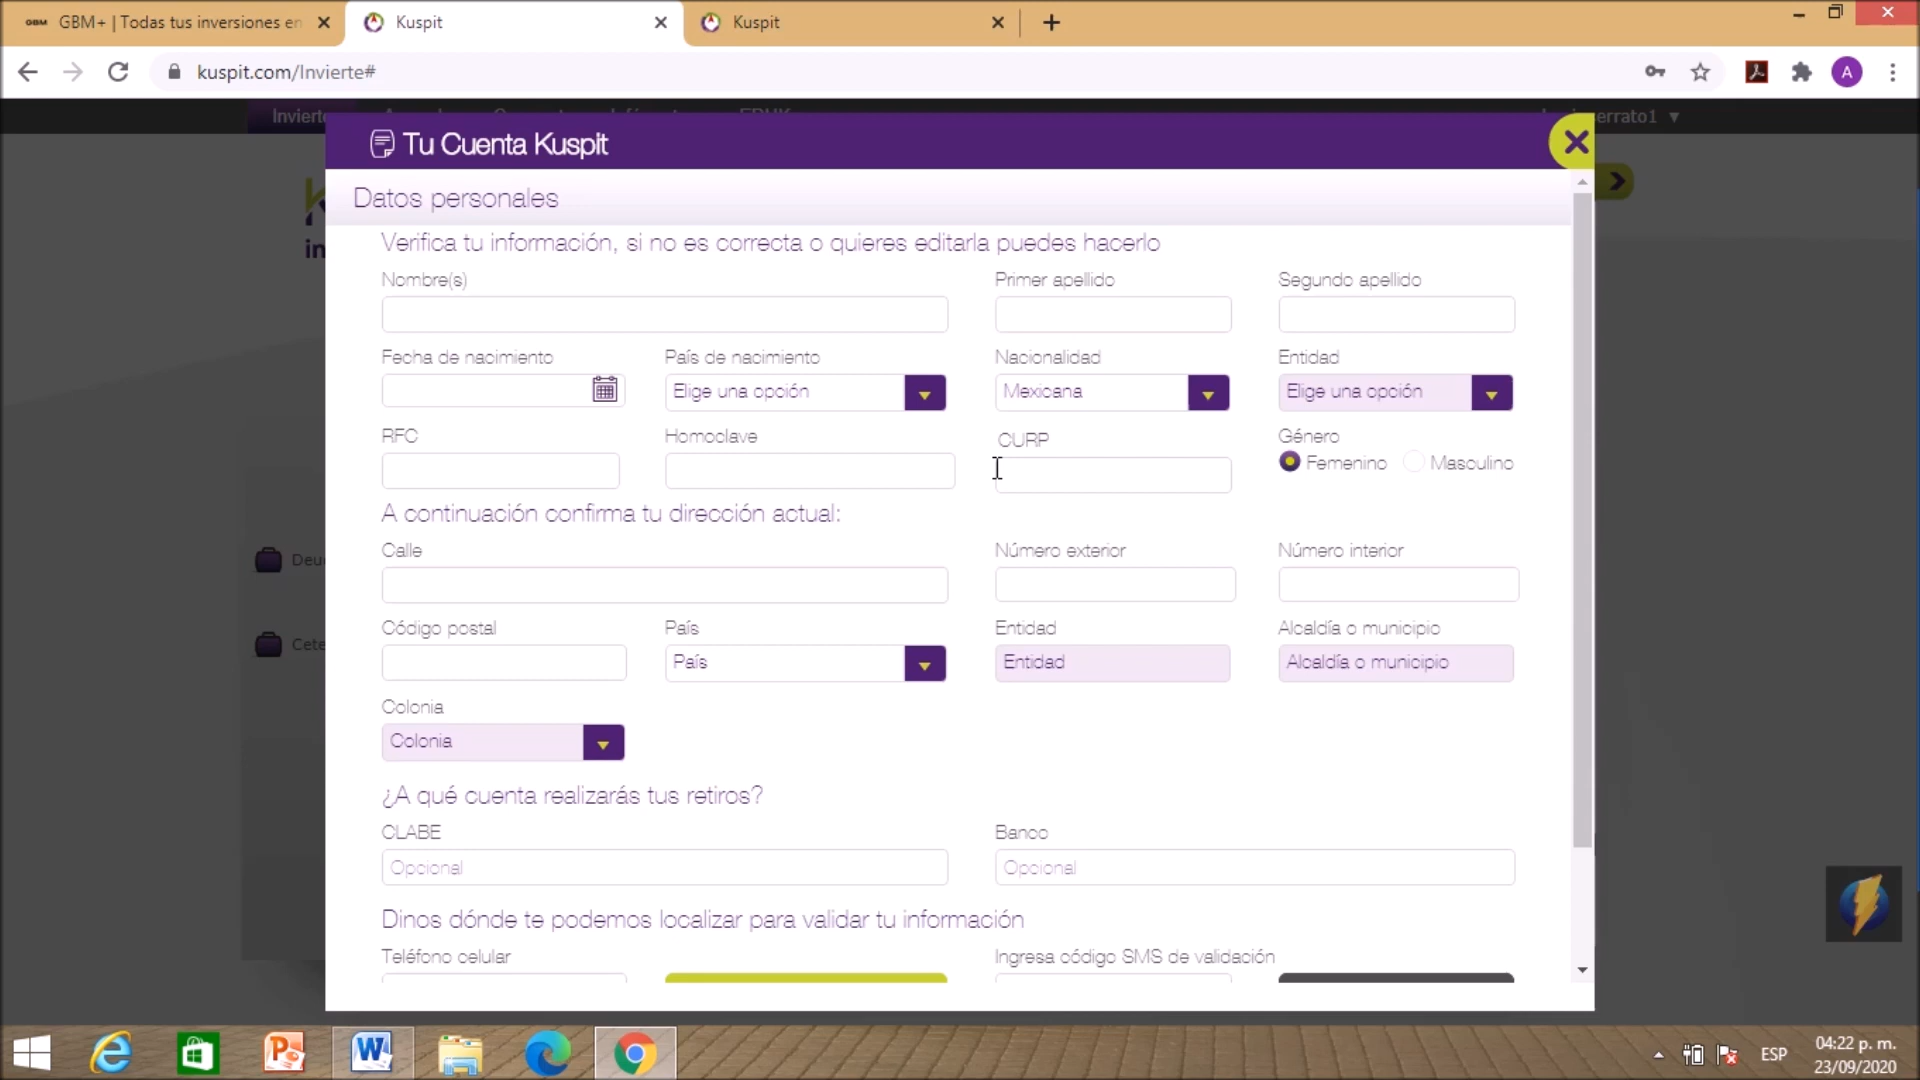 GBM+ | Todas tus inversiones en
Kuspit
Kuspit
kuspit.com/Invierte#
A
Tu Cuenta Kuspit
Datos personales
Verifica tu información, si no es correcta o quieres editarla puedes hacerlo
Nombre(s) Primer apellido Segundo apellido
Fecha de nacimiento País de nacimiento Nacionalidad Entidad
Elige una opción Mexicana Elige una opción
RFC Homoclave CURP Género
Femenino Masculino
A continuación confirma tu dirección actual:
Calle Número exterior Número interior
Código postal País Entidad Alcaldía o municipio
País Entidad Alcaldía o municipio
Colonia
Colonia
¿A qué cuenta realizarás tus retiros?
CLABE Banco
Opcional Opcional
Dinos dónde te podemos localizar para validar tu información
Teléfono celular Ingresa código SMS de validación
ESP
04:22 p. m.
23/09/2020